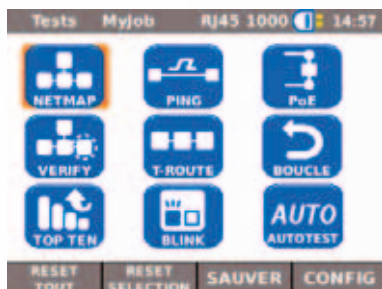 Tests Myjob RJ45 1000 14:57
NETMAP PING PoE
VERIFY T-ROUTE BOUCLE
AUTO
TOP TEN BLINK AUTOTEST
RESET TOUT RESET SELECTION SAUVER CONFIG